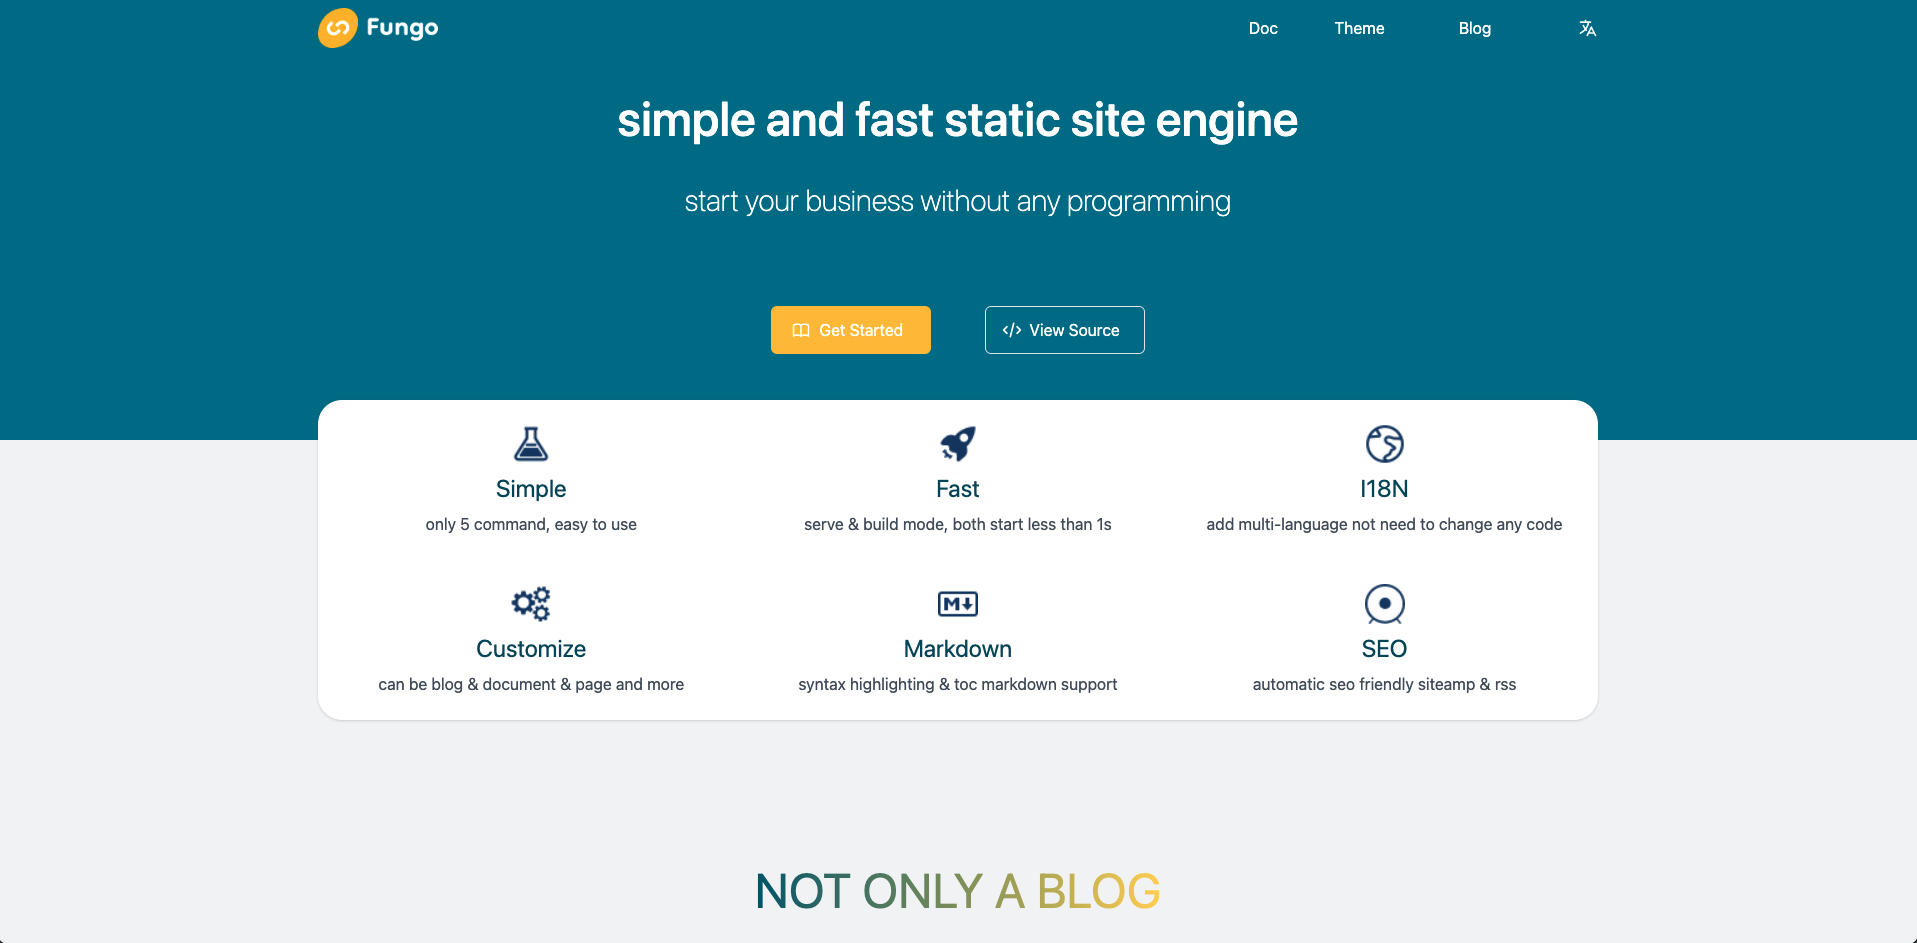 Fungo
Doc Theme Blog
simple and fast static site engine
start your business without any programming
Get Started
View Source
Simple
only 5 command, easy to use
Fast
serve & build mode, both start less than 1s
I18N
add multi-language not need to change any code
Customize
can be blog & document & page and more
Markdown
syntax highlighting & toc markdown support
SEO
automatic seo friendly siteamp & rss
NOT ONLY A BLOG